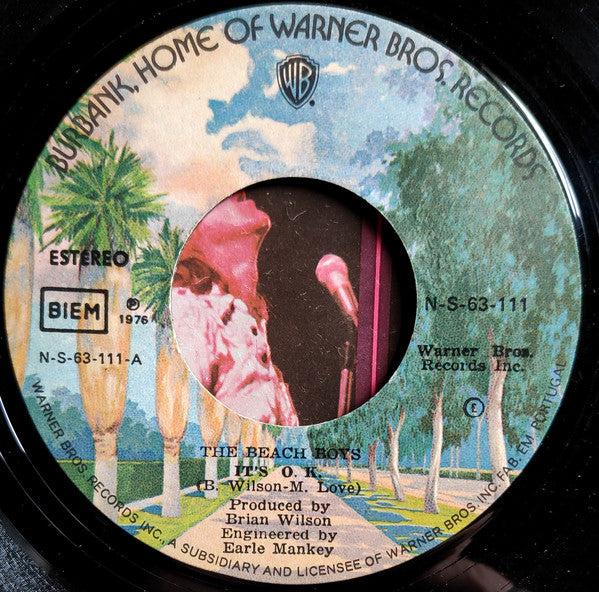 BURBANK, HOME OF WARNER BROS. RECORDS
WB
ESTEREO
BIEM
℗
1976
N-S-63-111-A
N-S-63-111
Warner Bros.
Records Inc.
THE BEACH BOYS
IT'S O. K.
(B. Wilson-M. Love)
Produced by
Brian Wilson
Engineered by
Earle Mankey
WARNER BROS. RECORDS INC., A SUBSIDIARY AND LICENSEE OF WARNER BROS. INC. FAB. EM PORTUGAL